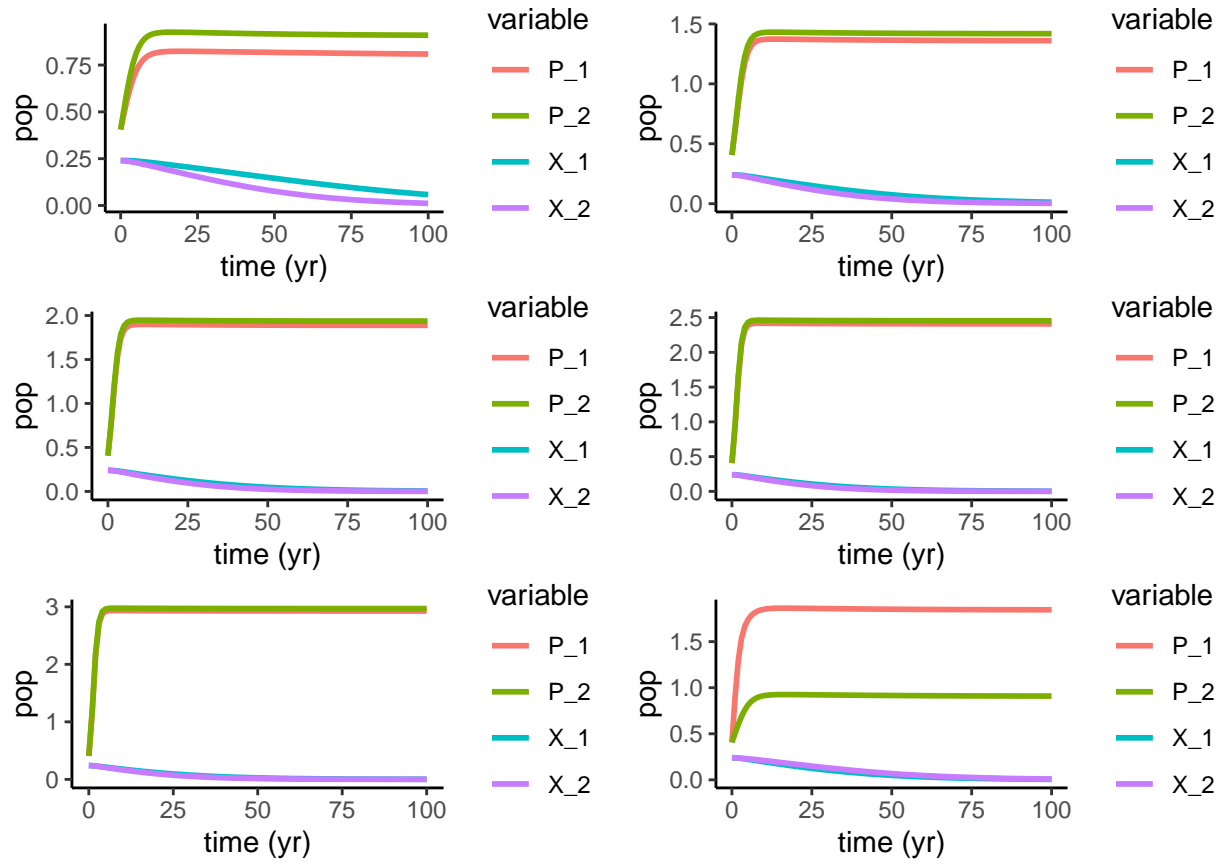 variable
P_1
P_2
X_1
X_2
pop
0.75
0.50
0.25
0.00
0 25 50 75 100
time (yr)
variable
P_1
P_2
X_1
X_2
pop
1.5
1.0
0.5
0.0
0 25 50 75 100
time (yr)
variable
P_1
P_2
X_1
X_2
pop
2.0
1.5
1.0
0.5
0.0
0 25 50 75 100
time (yr)
variable
P_1
P_2
X_1
X_2
pop
2.5
2.0
1.5
1.0
0.5
0.0
0 25 50 75 100
time (yr)
variable
P_1
P_2
X_1
X_2
pop
3
2
1
0
0 25 50 75 100
time (yr)
variable
P_1
P_2
X_1
X_2
pop
1.5
1.0
0.5
0.0
0 25 50 75 100
time (yr)